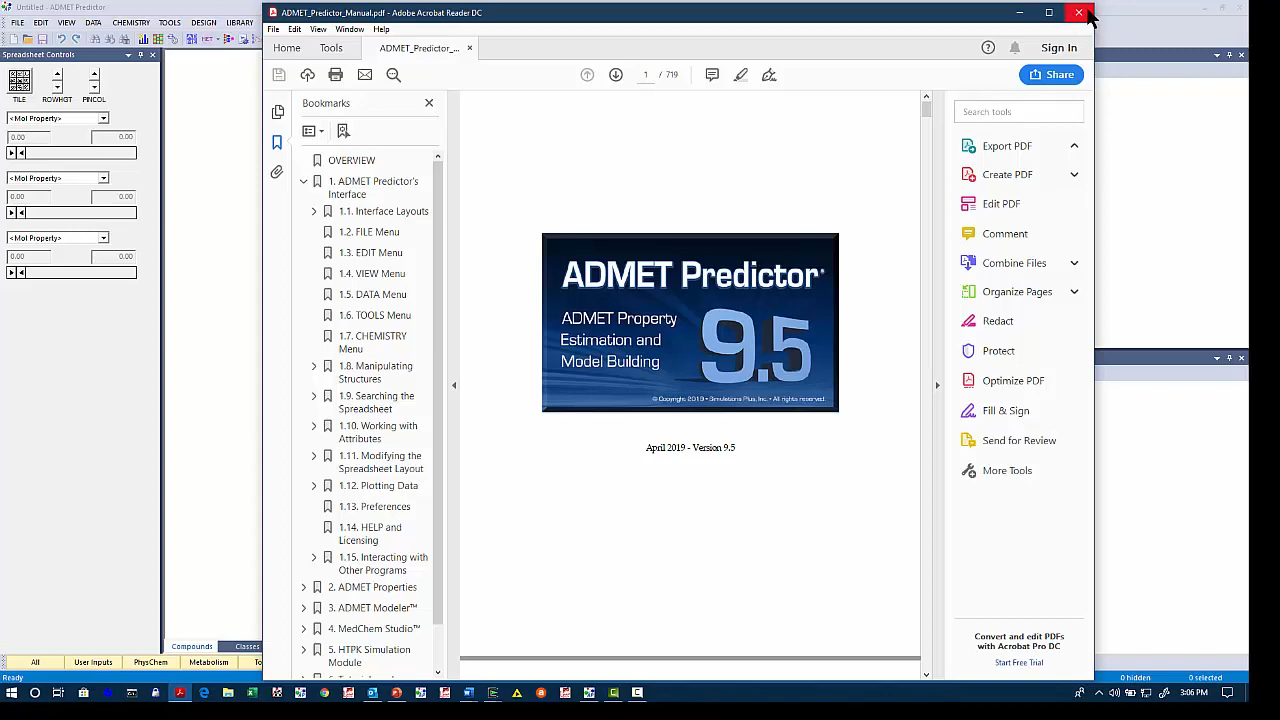 Untitled - ADMET Predictor
FILE EDIT VIEW DATA CHEMISTRY TOOLS DESIGN LIBRARY
MET
Spreadsheet Controls
TILE ROWHGT PINCOL
<Mol Property>
0.00 0.00
<Mol Property>
0.00 0.00
<Mol Property>
0.00 0.00
Compounds Classes
All User Inputs PhysChem Metabolism To
Ready
0 hidden 0 selected
ADMET_Predictor_Manual.pdf - Adobe Acrobat Reader DC
File Edit View Window Help
Home Tools ADMET_Predictor_... Sign In
1 / 719 Share
Bookmarks
OVERVIEW
1. ADMET Predictor's
Interface
1.1. Interface Layouts
1.2. FILE Menu
1.3. EDIT Menu
1.4. VIEW Menu
1.5. DATA Menu
1.6. TOOLS Menu
1.7. CHEMISTRY
Menu
1.8. Manipulating
Structures
1.9. Searching the
Spreadsheet
1.10. Working with
Attributes
1.11. Modifying the
Spreadsheet Layout
1.12. Plotting Data
1.13. Preferences
1.14. HELP and
Licensing
1.15. Interacting with
Other Programs
2. ADMET Properties
3. ADMET Modeler™
4. MedChem Studio™
5. HTPK Simulation
Module
ADMET Predictor®
ADMET Property
Estimation and
Model Building
9.5
© Copyright 2019 • Simulations Plus, Inc. • All rights reserved.
April 2019 - Version 9.5
Search tools
Export PDF
Create PDF
Edit PDF
Comment
Combine Files
Organize Pages
Redact
Protect
Optimize PDF
Fill & Sign
Send for Review
More Tools
Convert and edit PDFs
with Acrobat Pro DC
Start Free Trial
3:06 PM